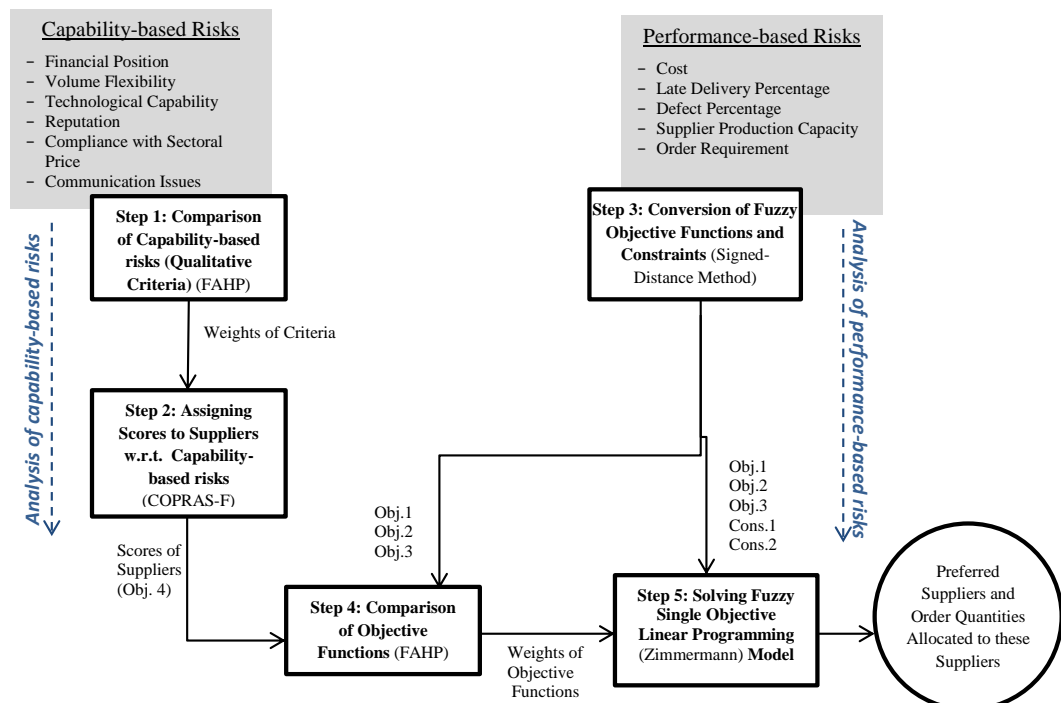 Capability-based Risks
− Financial Position
− Volume Flexibility
− Technological Capability
− Reputation
− Compliance with Sectoral
Price
− Communication Issues
Performance-based Risks
− Cost
− Late Delivery Percentage
− Defect Percentage
− Supplier Production Capacity
− Order Requirement
Analysis of capability-based risks
Step 1: Comparison
of Capability-based
risks (Qualitative
Criteria) (FAHP)
Weights of Criteria
Step 2: Assigning
Scores to Suppliers
w.r.t. Capability-
based risks
(COPRAS-F)
Scores of
Suppliers
(Obj. 4)
Step 3: Conversion of Fuzzy
Objective Functions and
Constraints (Signed-
Distance Method)
Analysis of performance-based risks
Obj.1
Obj.2
Obj.3
Obj.1
Obj.2
Obj.3
Cons.1
Cons.2
Step 4: Comparison
of Objective
Functions (FAHP)
Weights of
Objective
Functions
Step 5: Solving Fuzzy
Single Objective
Linear Programming
(Zimmermann) Model
Preferred
Suppliers and
Order Quantities
Allocated to these
Suppliers